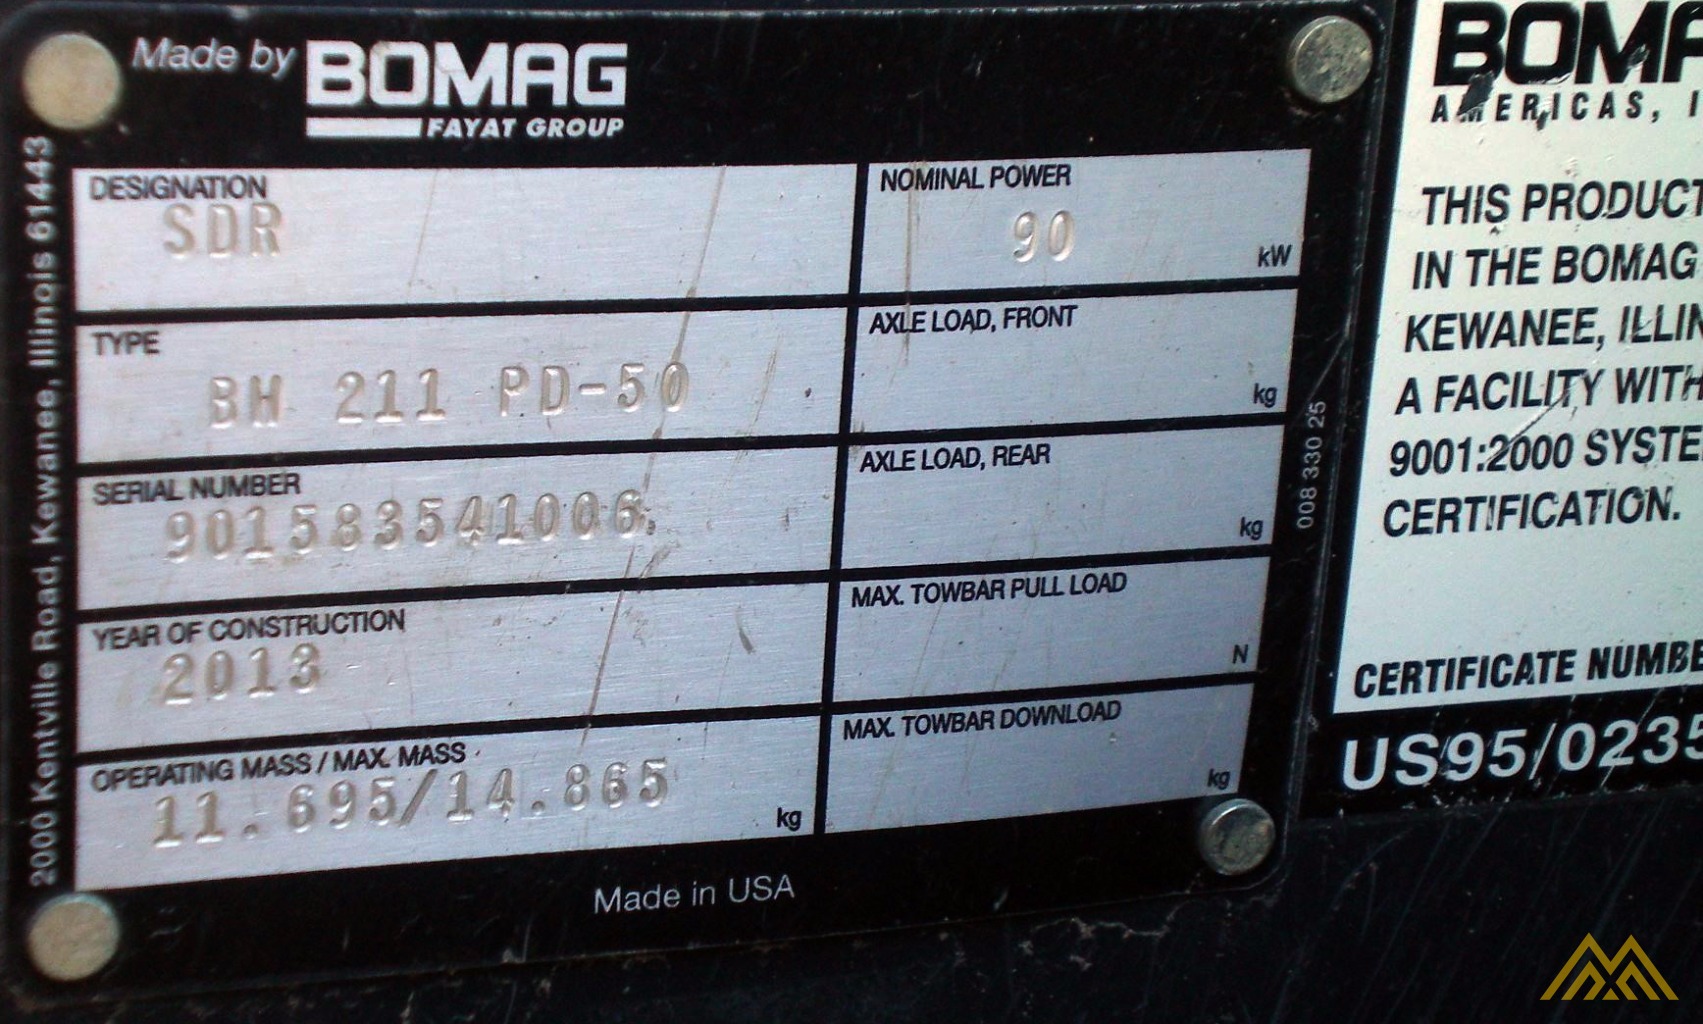 Made by BOMAG
FAYAT GROUP
2000 Kentville Road, Kewanee, Illinois 61443
DESIGNATION
SDR
TYPE
BH 211 PD-50
SERIAL NUMBER
901583541006
YEAR OF CONSTRUCTION
2013
OPERATING MASS / MAX. MASS
11.695/14.865
kg
NOMINAL POWER
90
kW
AXLE LOAD, FRONT
kg
AXLE LOAD, REAR
kg
MAX. TOWBAR PULL LOAD
N
MAX. TOWBAR DOWNLOAD
kg
Made in USA
008 330 25
BOMA
AMERICAS, I
THIS PRODUCT
IN THE BOMAG
KEWANEE, ILLIN
A FACILITY WITH
9001:2000 SYSTE
CERTIFICATION.
CERTIFICATE NUMBE
US95/0235